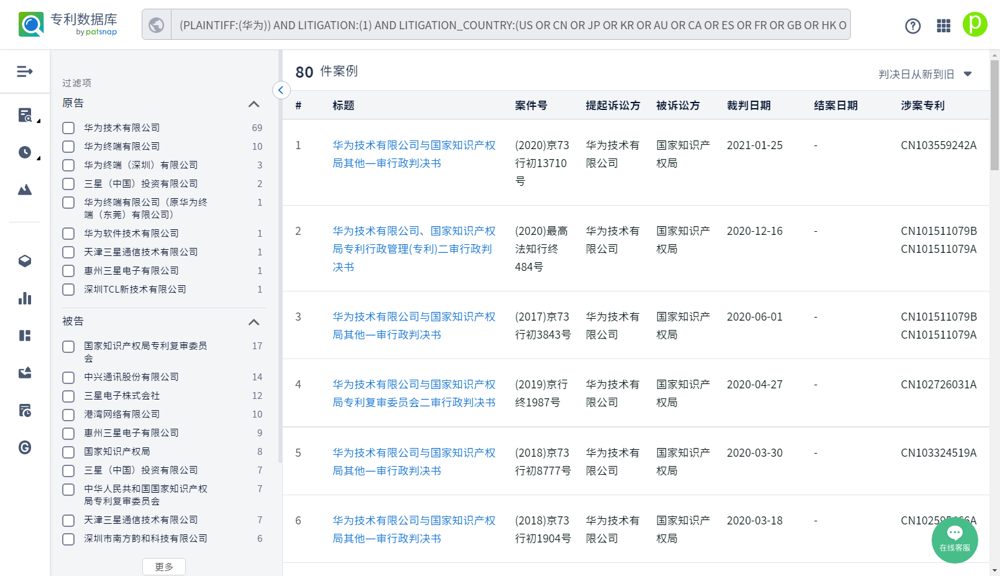 专利数据库
by patsnap
(PLAINTIFF:(华为)) AND LITIGATION:(1) AND LITIGATION_COUNTRY:(US OR CN OR JP OR KR OR AU OR CA OR ES OR FR OR GB OR HK O
过滤项
原告
华为技术有限公司 69
华为终端有限公司 10
华为终端（深圳）有限公司 3
三星（中国）投资有限公司 2
华为终端有限公司（原华为终 1
端（东莞）有限公司）
华为软件技术有限公司 1
天津三星通信技术有限公司 1
惠州三星电子有限公司 1
深圳TCL新技术有限公司 1
被告
国家知识产权局专利复审委员 17
会
中兴通讯股份有限公司 14
三星电子株式会社 12
港湾网络有限公司 10
惠州三星电子有限公司 9
国家知识产权局 8
三星（中国）投资有限公司 7
中华人民共和国国家知识产权 7
局专利复审委员会
天津三星通信技术有限公司 7
深圳市南方韵和科技有限公司 6
更多
80 件案例
判决日从新到旧
# 标题 案件号 提起诉讼方 被诉讼方 裁判日期 结案日期 涉案专利
1 华为技术有限公司与国家知识产权 (2020)京73 华为技术有 国家知识产 2021-01-25 - CN103559242A
局其他一审行政判决书 行初13710 限公司 权局
号
2 华为技术有限公司、国家知识产权 (2020)最高 华为技术有 国家知识产 2020-12-16 - CN101511079B
局专利行政管理(专利)二审行政判 法知行终 限公司 权局 CN101511079A
决书 484号
3 华为技术有限公司与国家知识产权 (2017)京73 华为技术有 国家知识产 2020-06-01 - CN101511079B
局其他一审行政判决书 行初3843号 限公司 权局 CN101511079A
4 华为技术有限公司与国家知识产权 (2019)京行 华为技术有 国家知识产 2020-04-27 - CN102726031A
局专利复审委员会二审行政判决书 终1987号 限公司 权局
5 华为技术有限公司与国家知识产权 (2018)京73 华为技术有 国家知识产 2020-03-30 - CN103324519A
局其他一审行政判决书 行初8777号 限公司 权局
6 华为技术有限公司与国家知识产权 (2018)京73 华为技术有 国家知识产 2020-03-18 -
局其他一审行政判决书 行初1904号 限公司 权局
在线客服